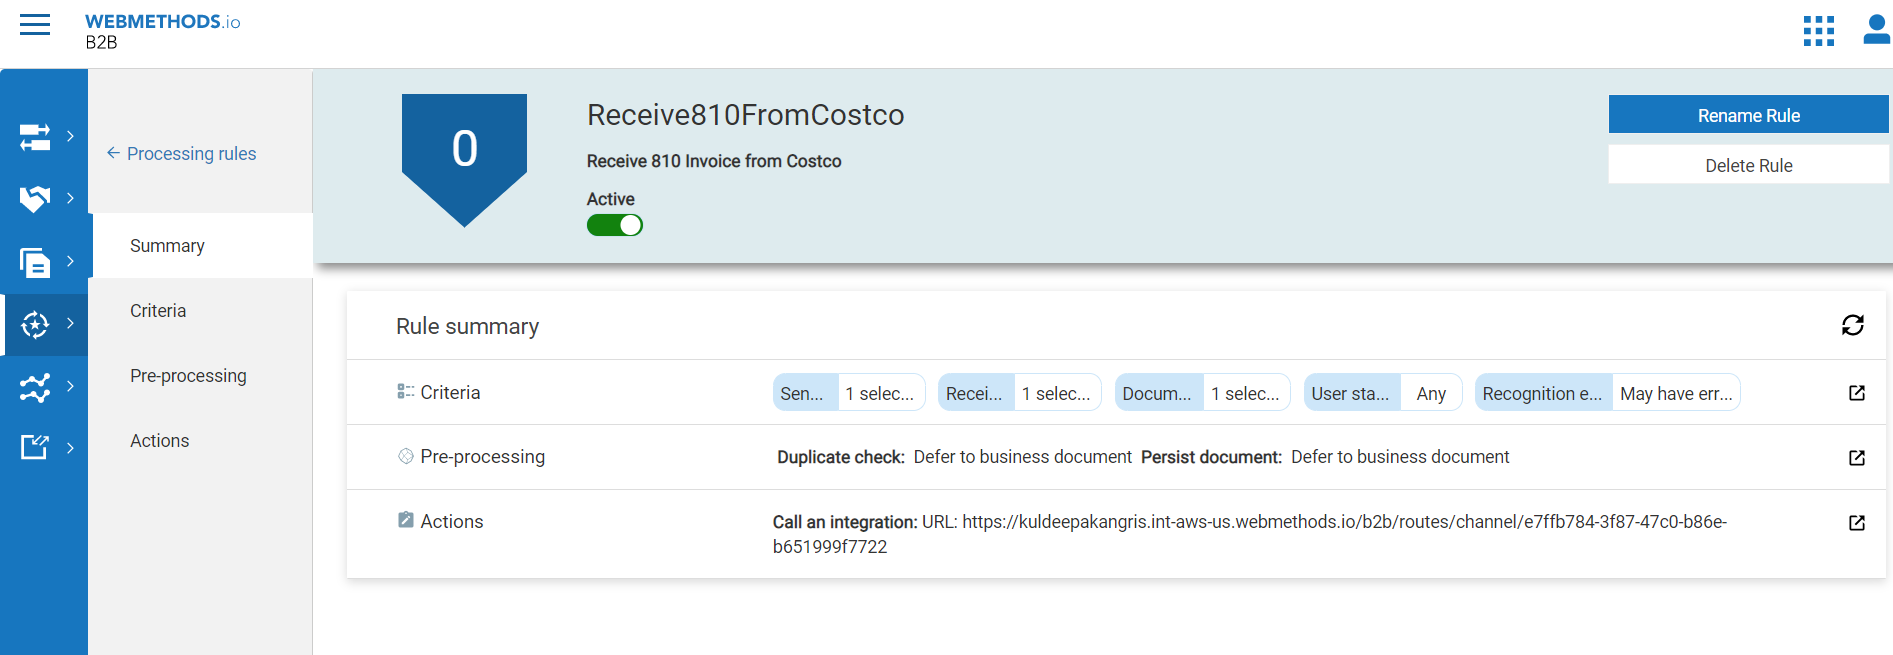 WEBMETHODS.io
B2B
Processing rules
Summary
Criteria
Pre-processing
Actions
0
Receive810FromCostco
Receive 810 Invoice from Costco
Active
Rename Rule
Delete Rule
Rule summary
Criteria Sen... 1 selec... Recei... 1 selec... Docum... 1 selec... User sta... Any Recognition e... May have err...
Pre-processing Duplicate check: Defer to business document Persist document: Defer to business document
Actions Call an integration: URL: https://kuldeepakangris.int-aws-us.webmethods.io/b2b/routes/channel/e7ffb784-3f87-47c0-b86e-
b651999f7722